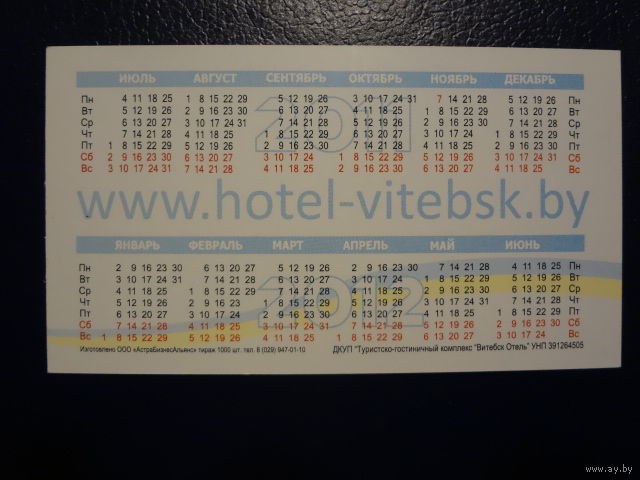 ИЮЛЬ АВГУСТ СЕНТЯБРЬ ОКТЯБРЬ НОЯБРЬ ДЕКАБРЬ
2011
Пн 4 11 18 25 1 8 15 22 29 5 12 19 26 3 10 17 24 31 7 14 21 28 5 12 19 26 Пн
Вт 5 12 19 26 2 9 16 23 30 6 13 20 27 4 11 18 25 1 8 15 22 29 6 13 20 27 Вт
Ср 6 13 20 27 3 10 17 24 31 7 14 21 28 5 12 19 26 2 9 16 23 30 7 14 21 28 Ср
Чт 7 14 21 28 4 11 18 25 1 8 15 22 29 6 13 20 27 3 10 17 24 1 8 15 22 29 Чт
Пт 1 8 15 22 29 5 12 19 26 2 9 16 23 30 7 14 21 28 4 11 18 25 2 9 16 23 30 Пт
Сб 2 9 16 23 30 6 13 20 27 3 10 17 24 1 8 15 22 29 5 12 19 26 3 10 17 24 31 Сб
Вс 3 10 17 24 31 7 14 21 28 4 11 18 25 2 9 16 23 30 6 13 20 27 4 11 18 25 Вс
www.hotel-vitebsk.by
ЯНВАРЬ ФЕВРАЛЬ МАРТ АПРЕЛЬ МАЙ ИЮНЬ
2012
Пн 2 9 16 23 30 6 13 20 27 5 12 19 26 2 9 16 23 30 7 14 21 28 4 11 18 25 Пн
Вт 3 10 17 24 31 7 14 21 28 6 13 20 27 3 10 17 24 1 8 15 22 29 5 12 19 26 Вт
Ср 4 11 18 25 1 8 15 22 29 7 14 21 28 4 11 18 25 2 9 16 23 30 6 13 20 27 Ср
Чт 5 12 19 26 2 9 16 23 1 8 15 22 29 5 12 19 26 3 10 17 24 31 7 14 21 28 Чт
Пт 6 13 20 27 3 10 17 24 2 9 16 23 30 6 13 20 27 4 11 18 25 1 8 15 22 29 Пт
Сб 7 14 21 28 4 11 18 25 3 10 17 24 31 7 14 21 28 5 12 19 26 2 9 16 23 30 Сб
Вс 1 8 15 22 29 5 12 19 26 4 11 18 25 1 8 15 22 29 6 13 20 27 3 10 17 24 Вс
Изготовлено ООО «АстраБизнесАльянс» тираж 1000 шт. тел. 8 (029) 947-01-10 ДКУП "Туристско-гостиничный комплекс "Витебск Отель" УНП 391264505
www.ay.by